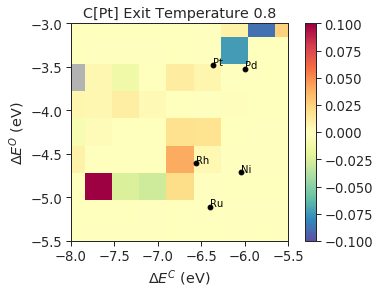 C[Pt] Exit Temperature 0.8
−3.0
−3.5
−4.0
−4.5
−5.0
−5.5
ΔE^O (eV)
Pt
Pd
Rh
Ni
Ru
−8.0 −7.5 −7.0 −6.5 −6.0 −5.5
ΔE^C (eV)
0.100
0.075
0.050
0.025
0.000
−0.025
−0.050
−0.075
−0.100